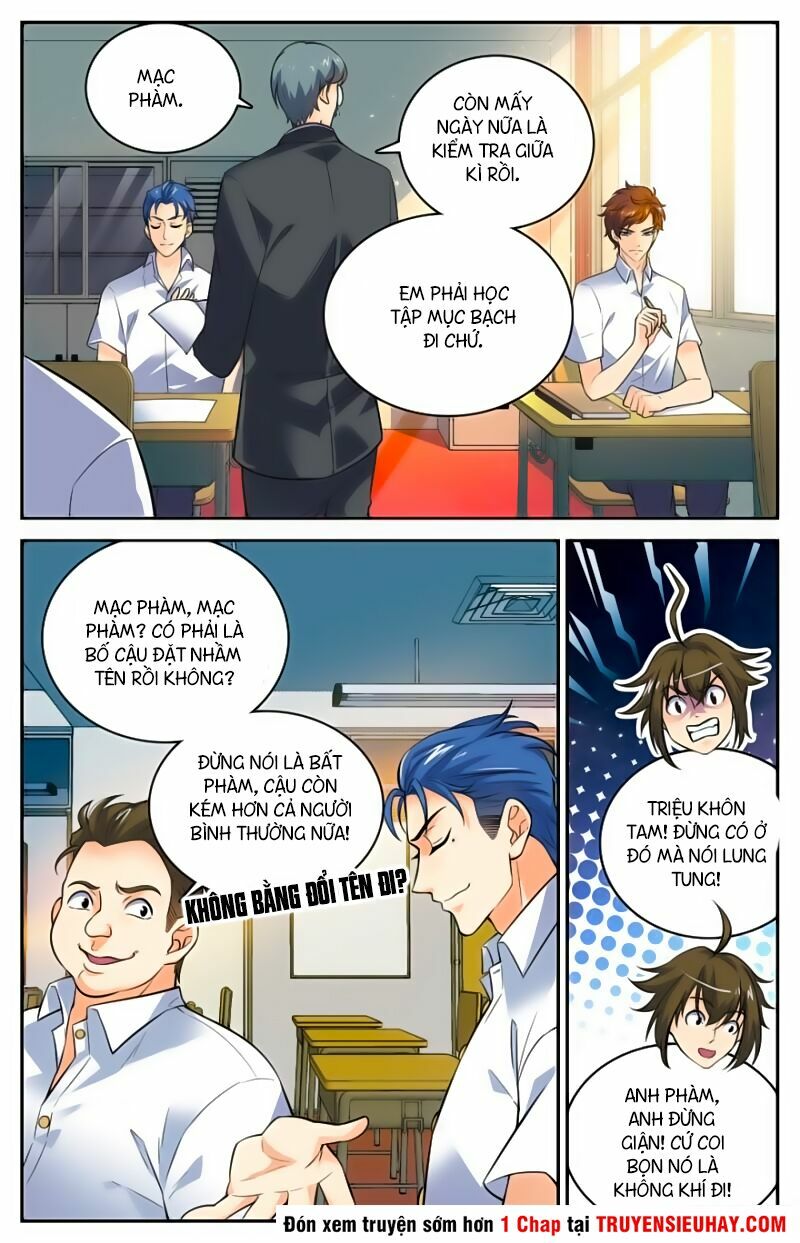 MẠC
PHÀM.
CÒN MẤY
NGÀY NỮA LÀ
KIỂM TRA GIỮA
KÌ RỒI.
EM PHẢI HỌC
TẬP MỤC BẠCH
ĐI CHỨ.
MẠC PHÀM, MẠC
PHÀM? CÓ PHẢI LÀ
BỐ CẬU ĐẶT NHẦM
TÊN RỒI KHÔNG?
ĐỪNG NÓI LÀ BẤT
PHÀM, CẬU CÒN
KÉM HƠN CẢ NGƯỜI
BÌNH THƯỜNG NỮA!
KHÔNG BẰNG ĐỔI TÊN ĐI?
TRIỆU KHÔN
TAM! ĐỪNG CÓ Ở
ĐÓ MÀ NÓI LUNG
TUNG!
ANH PHÀM,
ANH ĐỪNG
GIẬN! CỨ COI
BỌN NÓ LÀ
KHÔNG KHÍ ĐI!
Đón xem truyện sớm hơn 1 Chap tại TRUYENSIEUHAY.COM